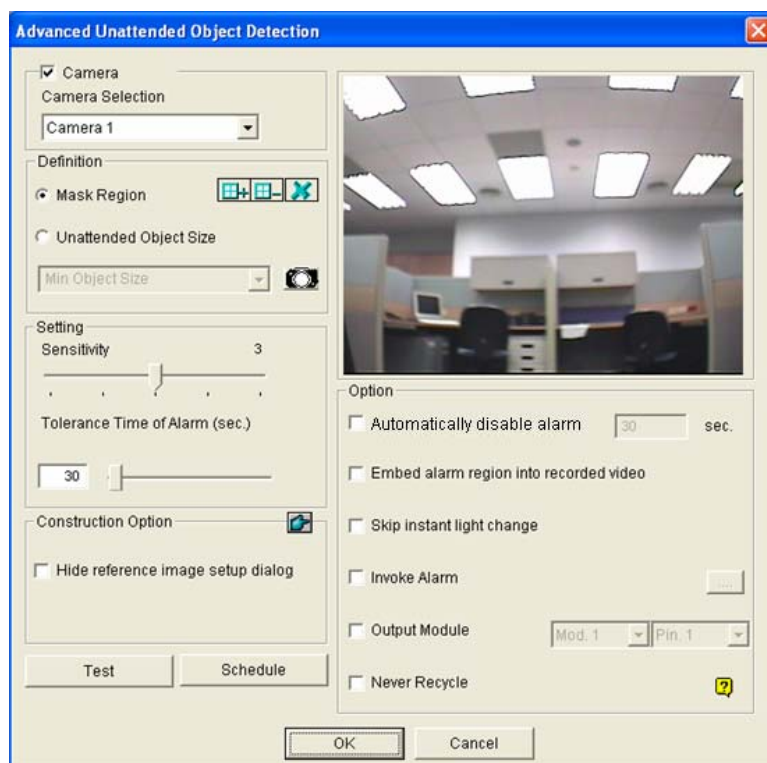 Advanced Unattended Object Detection
Camera
Camera Selection
Camera 1
Definition
Mask Region
Unattended Object Size
Min Object Size
Setting
Sensitivity 3
Tolerance Time of Alarm (sec.)
30
Construction Option
Hide reference image setup dialog
Test Schedule
Option
Automatically disable alarm 30 sec.
Embed alarm region into recorded video
Skip instant light change
Invoke Alarm ....
Output Module Mod. 1 Pin. 1
Never Recycle ?
OK Cancel